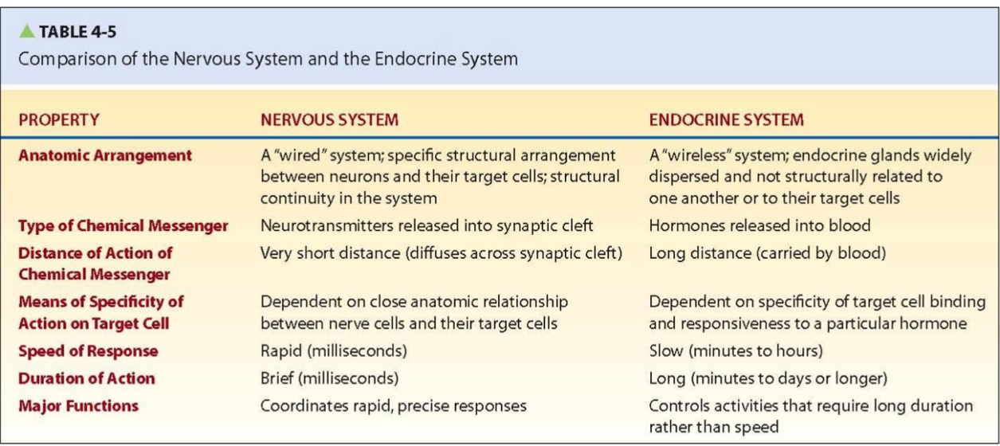 ▲ TABLE 4-5
Comparison of the Nervous System and the Endocrine System
PROPERTY NERVOUS SYSTEM ENDOCRINE SYSTEM
Anatomic Arrangement A "wired" system; specific structural arrangement A "wireless" system; endocrine glands widely
between neurons and their target cells; structural dispersed and not structurally related to
continuity in the system one another or to their target cells
Type of Chemical Messenger Neurotransmitters released into synaptic cleft Hormones released into blood
Distance of Action of Very short distance (diffuses across synaptic cleft) Long distance (carried by blood)
Chemical Messenger
Means of Specificity of Dependent on close anatomic relationship Dependent on specificity of target cell binding
Action on Target Cell between nerve cells and their target cells and responsiveness to a particular hormone
Speed of Response Rapid (milliseconds) Slow (minutes to hours)
Duration of Action Brief (milliseconds) Long (minutes to days or longer)
Major Functions Coordinates rapid, precise responses Controls activities that require long duration
rather than speed